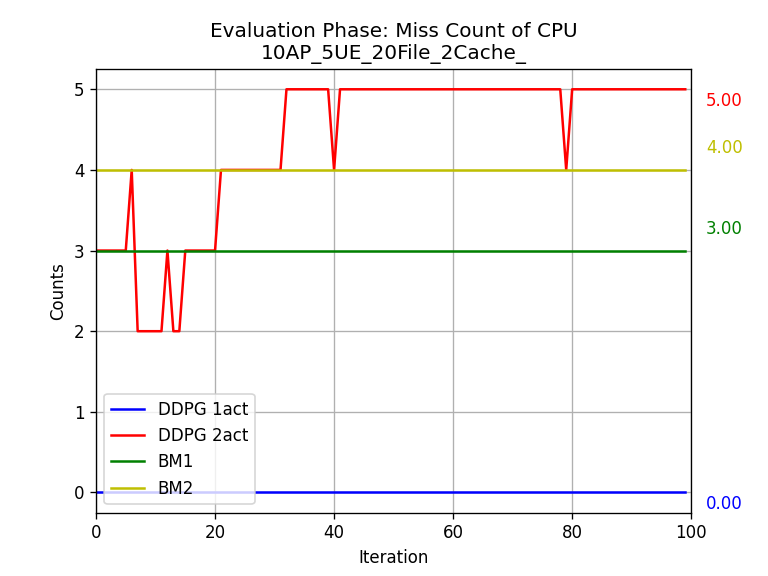 Evaluation Phase: Miss Count of CPU
10AP_5UE_20File_2Cache_
5
4
3
2
1
0
Counts
5.00
4.00
3.00
0.00
DDPG 1act
DDPG 2act
BM1
BM2
0 20 40 60 80 100
Iteration